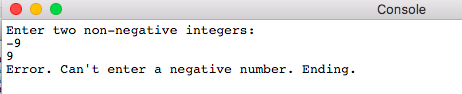 Console
Enter two non-negative integers:
-9
9
Error. Can't enter a negative number. Ending.